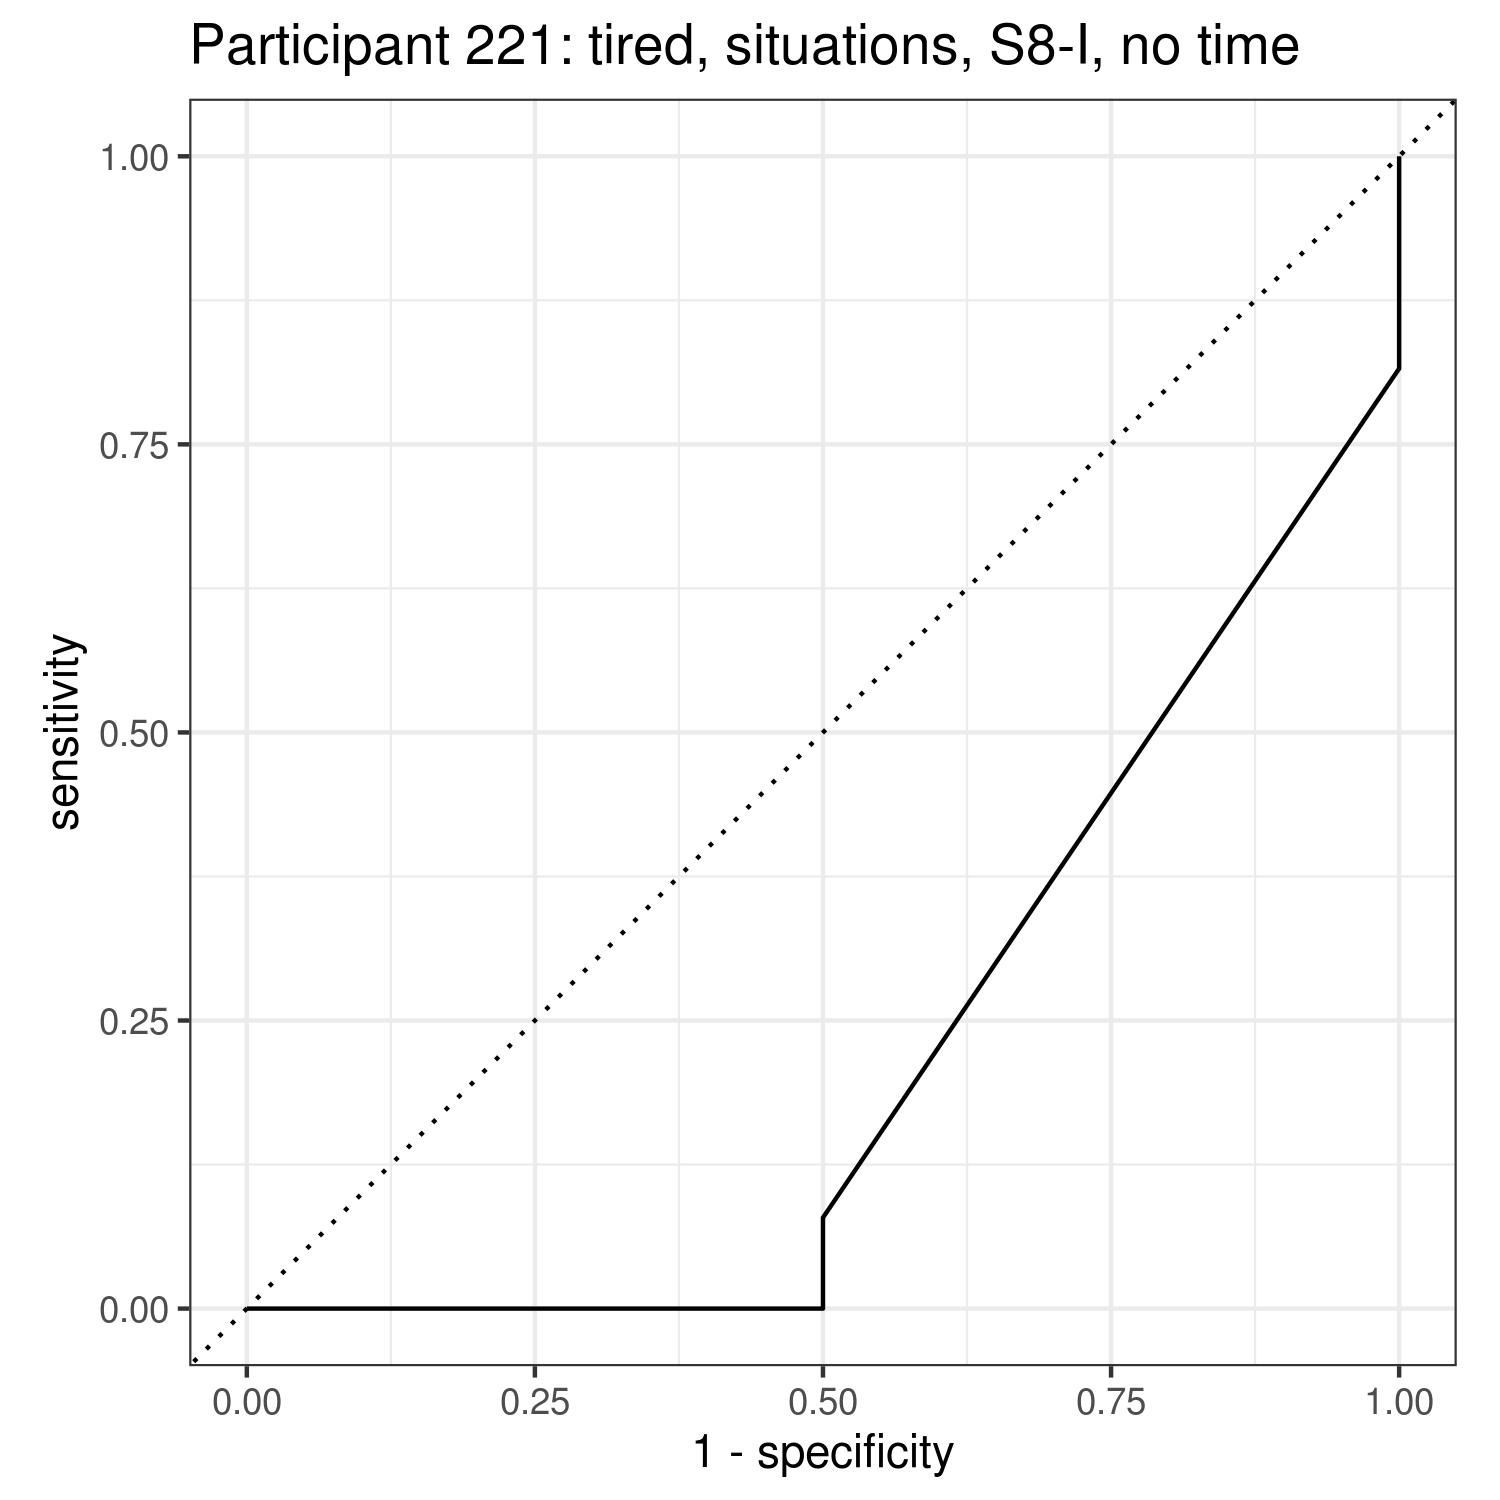 Participant 221: tired, situations, S8-I, no time
1.00
0.75
0.50
0.25
0.00
sensitivity
0.00 0.25 0.50 0.75 1.00
1 - specificity